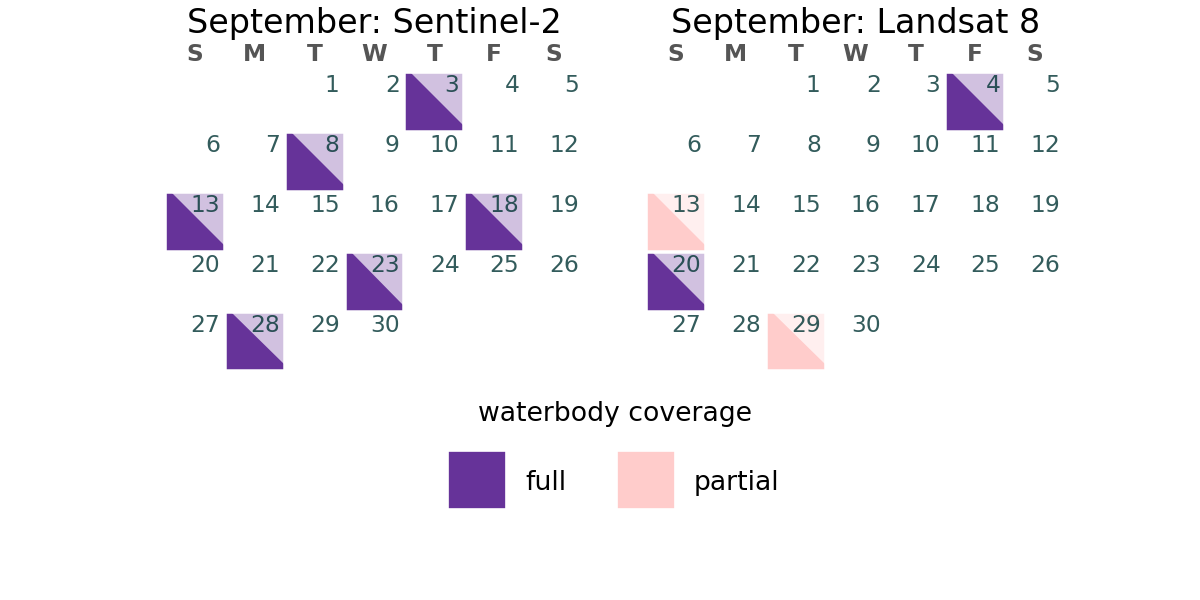 September: Sentinel-2
S M T W T F S
1 2 3 4 5
6 7 8 9 10 11 12
13 14 15 16 17 18 19
20 21 22 23 24 25 26
27 28 29 30
September: Landsat 8
S M T W T F S
1 2 3 4 5
6 7 8 9 10 11 12
13 14 15 16 17 18 19
20 21 22 23 24 25 26
27 28 29 30
waterbody coverage
full
partial